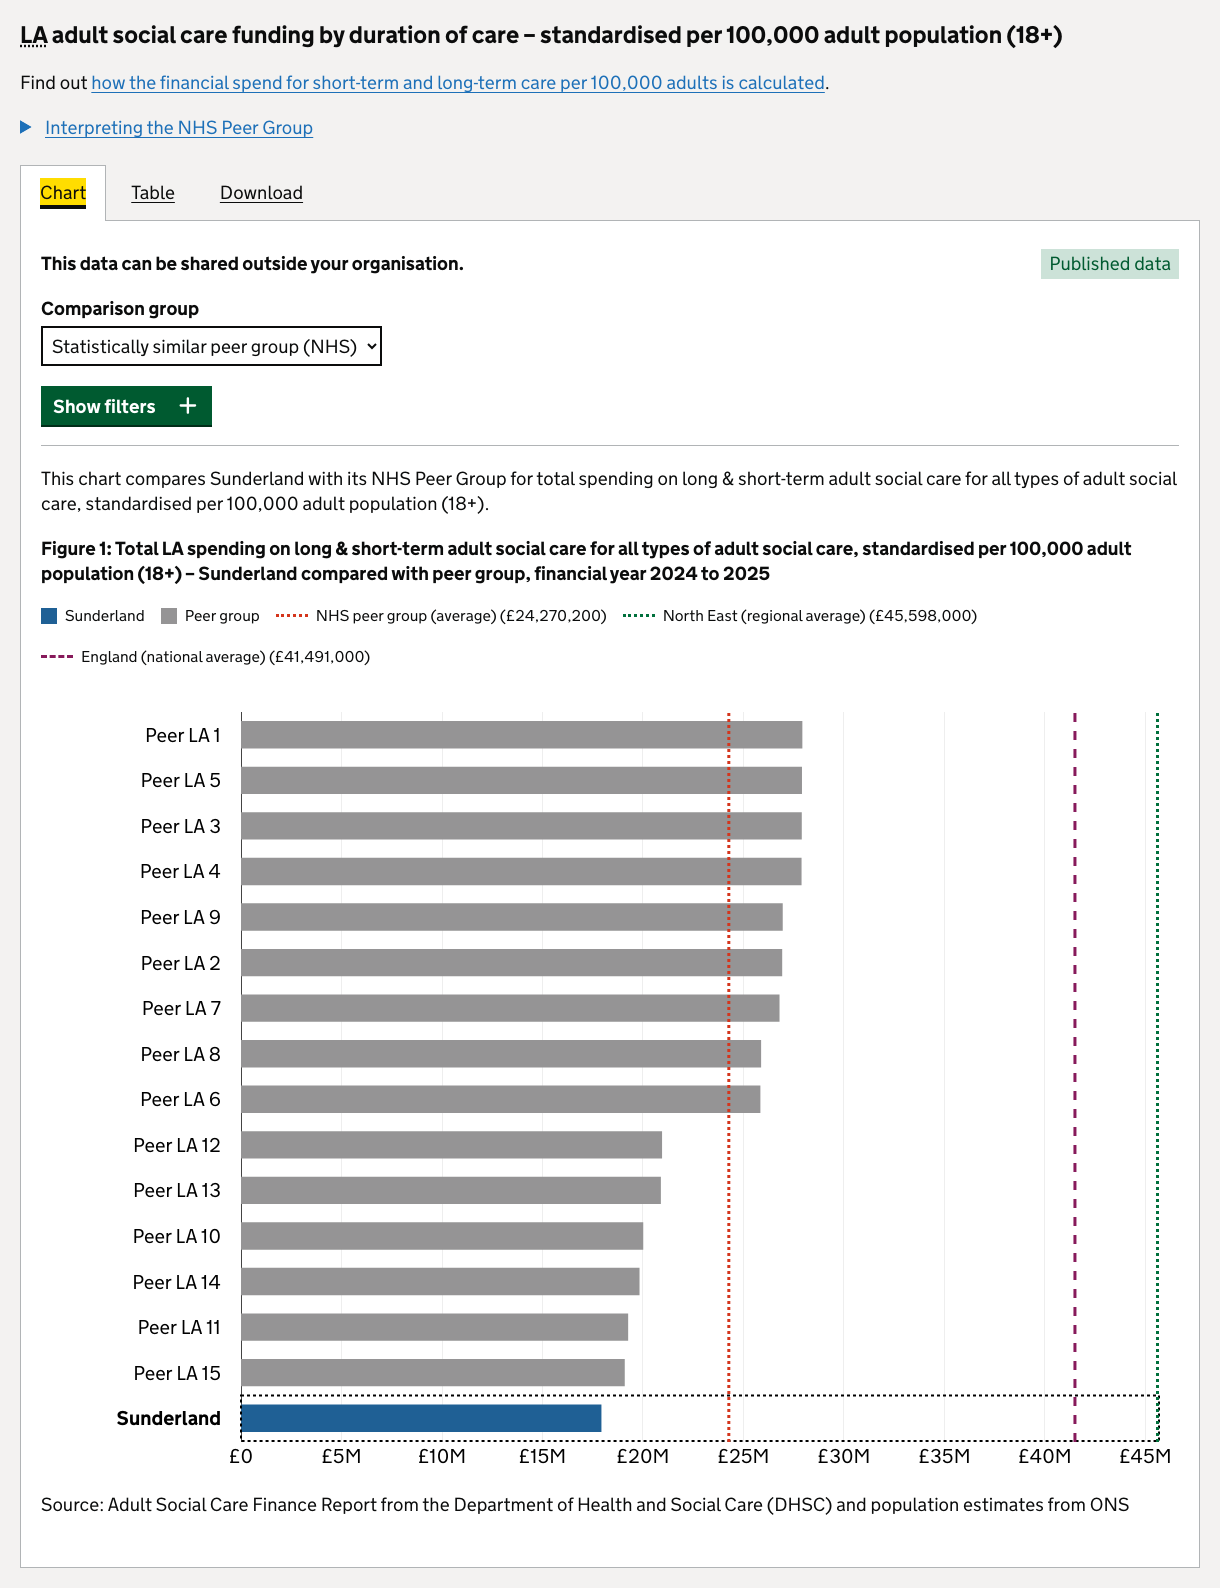 LA adult social care funding by duration of care – standardised per 100,000 adult population (18+)
Find out how the financial spend for short-term and long-term care per 100,000 adults is calculated.
Interpreting the NHS Peer Group
Chart
Table
Download
This data can be shared outside your organisation.
Published data
Comparison group
Statistically similar peer group (NHS)
Show filters +
This chart compares Sunderland with its NHS Peer Group for total spending on long & short-term adult social care for all types of adult social
care, standardised per 100,000 adult population (18+).
Figure 1: Total LA spending on long & short-term adult social care for all types of adult social care, standardised per 100,000 adult
population (18+) – Sunderland compared with peer group, financial year 2024 to 2025
Sunderland
Peer group
NHS peer group (average) (£24,270,200)
North East (regional average) (£45,598,000)
England (national average) (£41,491,000)
Peer LA 1
Peer LA 5
Peer LA 3
Peer LA 4
Peer LA 9
Peer LA 2
Peer LA 7
Peer LA 8
Peer LA 6
Peer LA 12
Peer LA 13
Peer LA 10
Peer LA 14
Peer LA 11
Peer LA 15
Sunderland
£0 £5M £10M £15M £20M £25M £30M £35M £40M £45M
Source: Adult Social Care Finance Report from the Department of Health and Social Care (DHSC) and population estimates from ONS